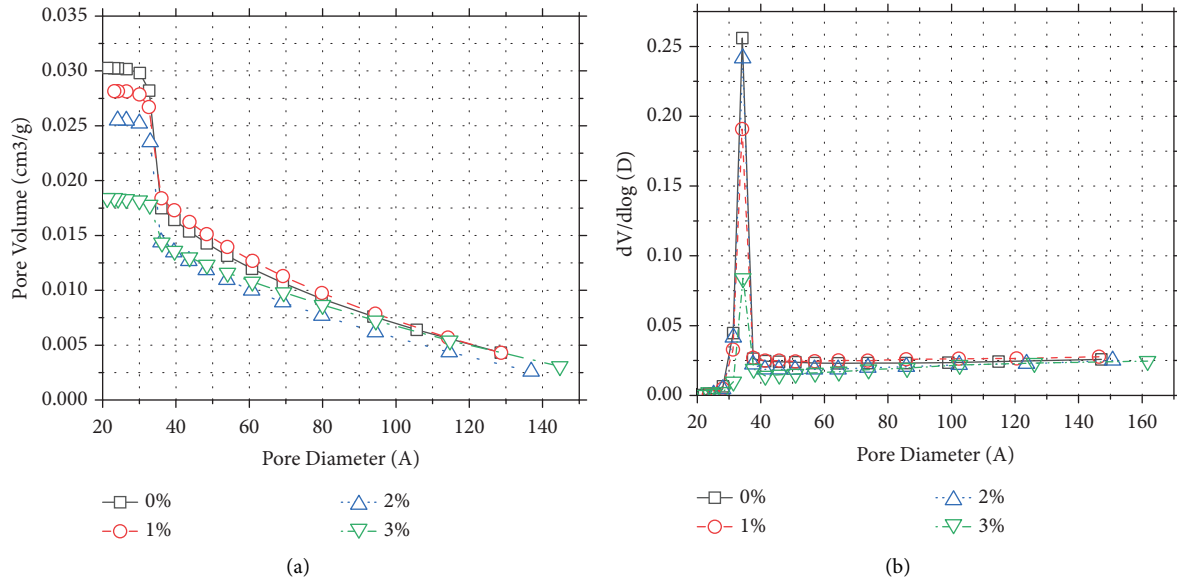 0.035
0.030
0.025
0.020
0.015
0.010
0.005
0.000
Pore Volume (cm3/g)
20 40 60 80 100 120 140
Pore Diameter (A)
0%
2%
1%
3%
(a)
0.25
0.20
0.15
0.10
0.05
0.00
dV/dlog (D)
20 40 60 80 100 120 140 160
Pore Diameter (A)
0%
2%
1%
3%
(b)